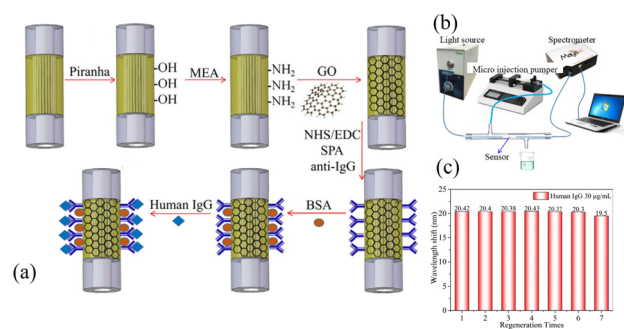 Piranha
-OH
-OH
-OH
MEA
-NH2
-NH2
-NH2
GO
NHS/EDC
SPA
anti-IgG
BSA
Human IgG
(a)
(b)
Light source
Spectrometer
Micro injection pumper
Maya
Sensor
(c)
Human IgG 30 μg/mL
Wavelength shift (nm)
25
20
15
10
5
0
20.47
20.4
20.38
20.43
20.37
20.3
19.5
1 2 3 4 5 6 7
Regeneration Times